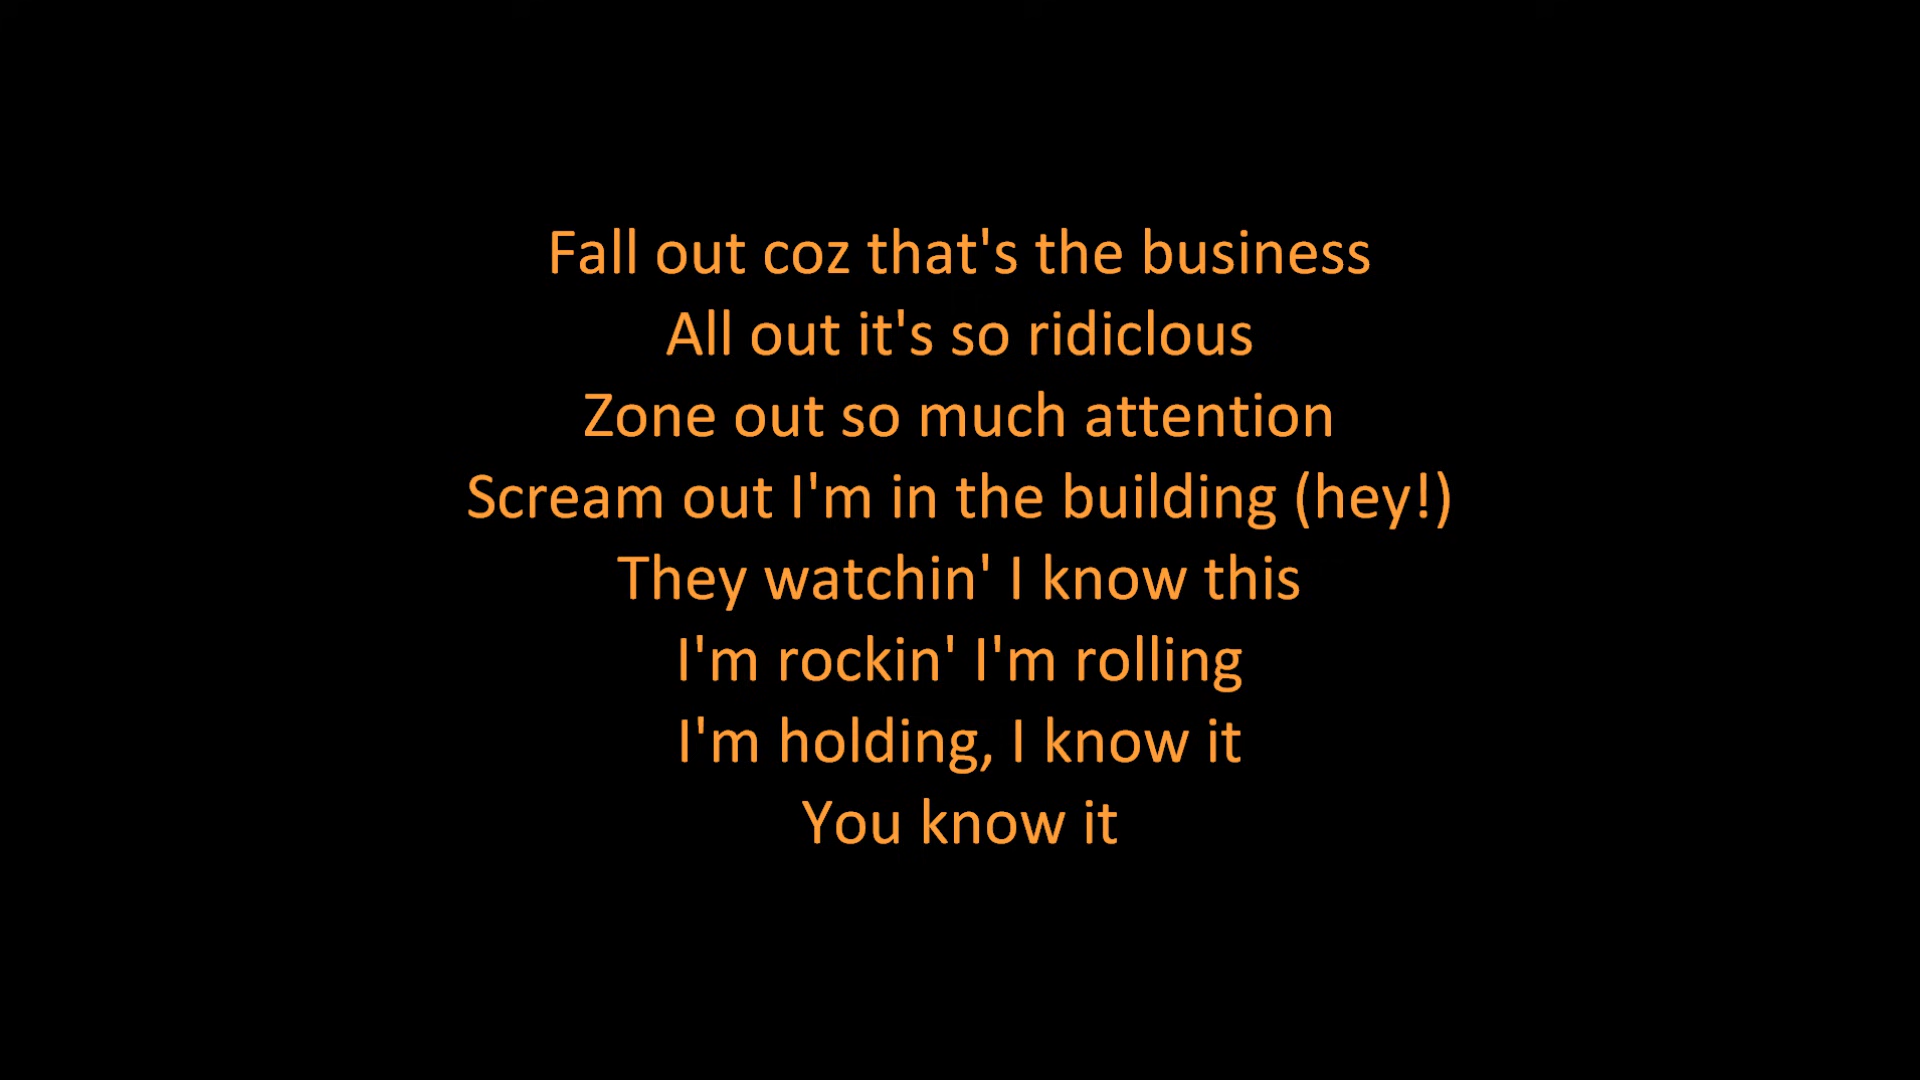 Fall out coz that's the business
All out it's so ridiclous
Zone out so much attention
Scream out I'm in the building (hey!)
They watchin' I know this
I'm rockin' I'm rolling
I'm holding, I know it
You know it